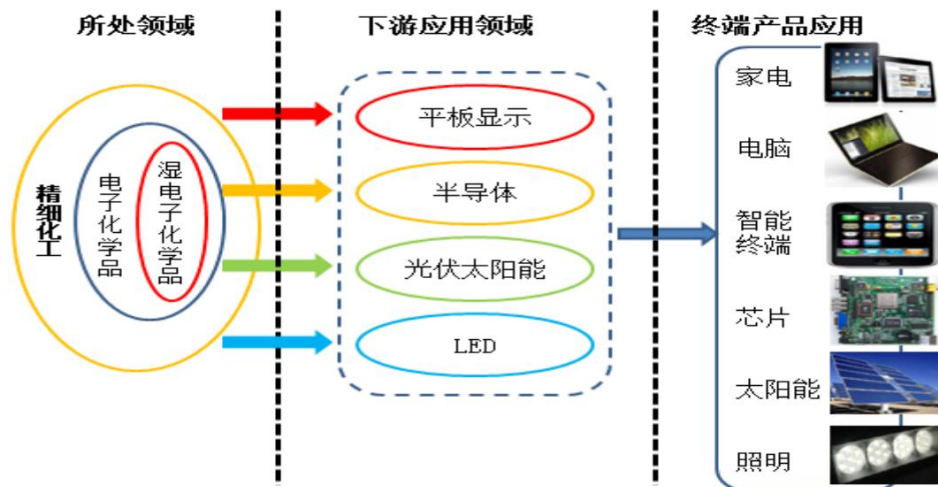 所处领域
下游应用领域
终端产品应用
精细化工
电子化学品
湿电子化学品
平板显示
半导体
光伏太阳能
LED
家电
电脑
智能
终端
芯片
太阳能
照明